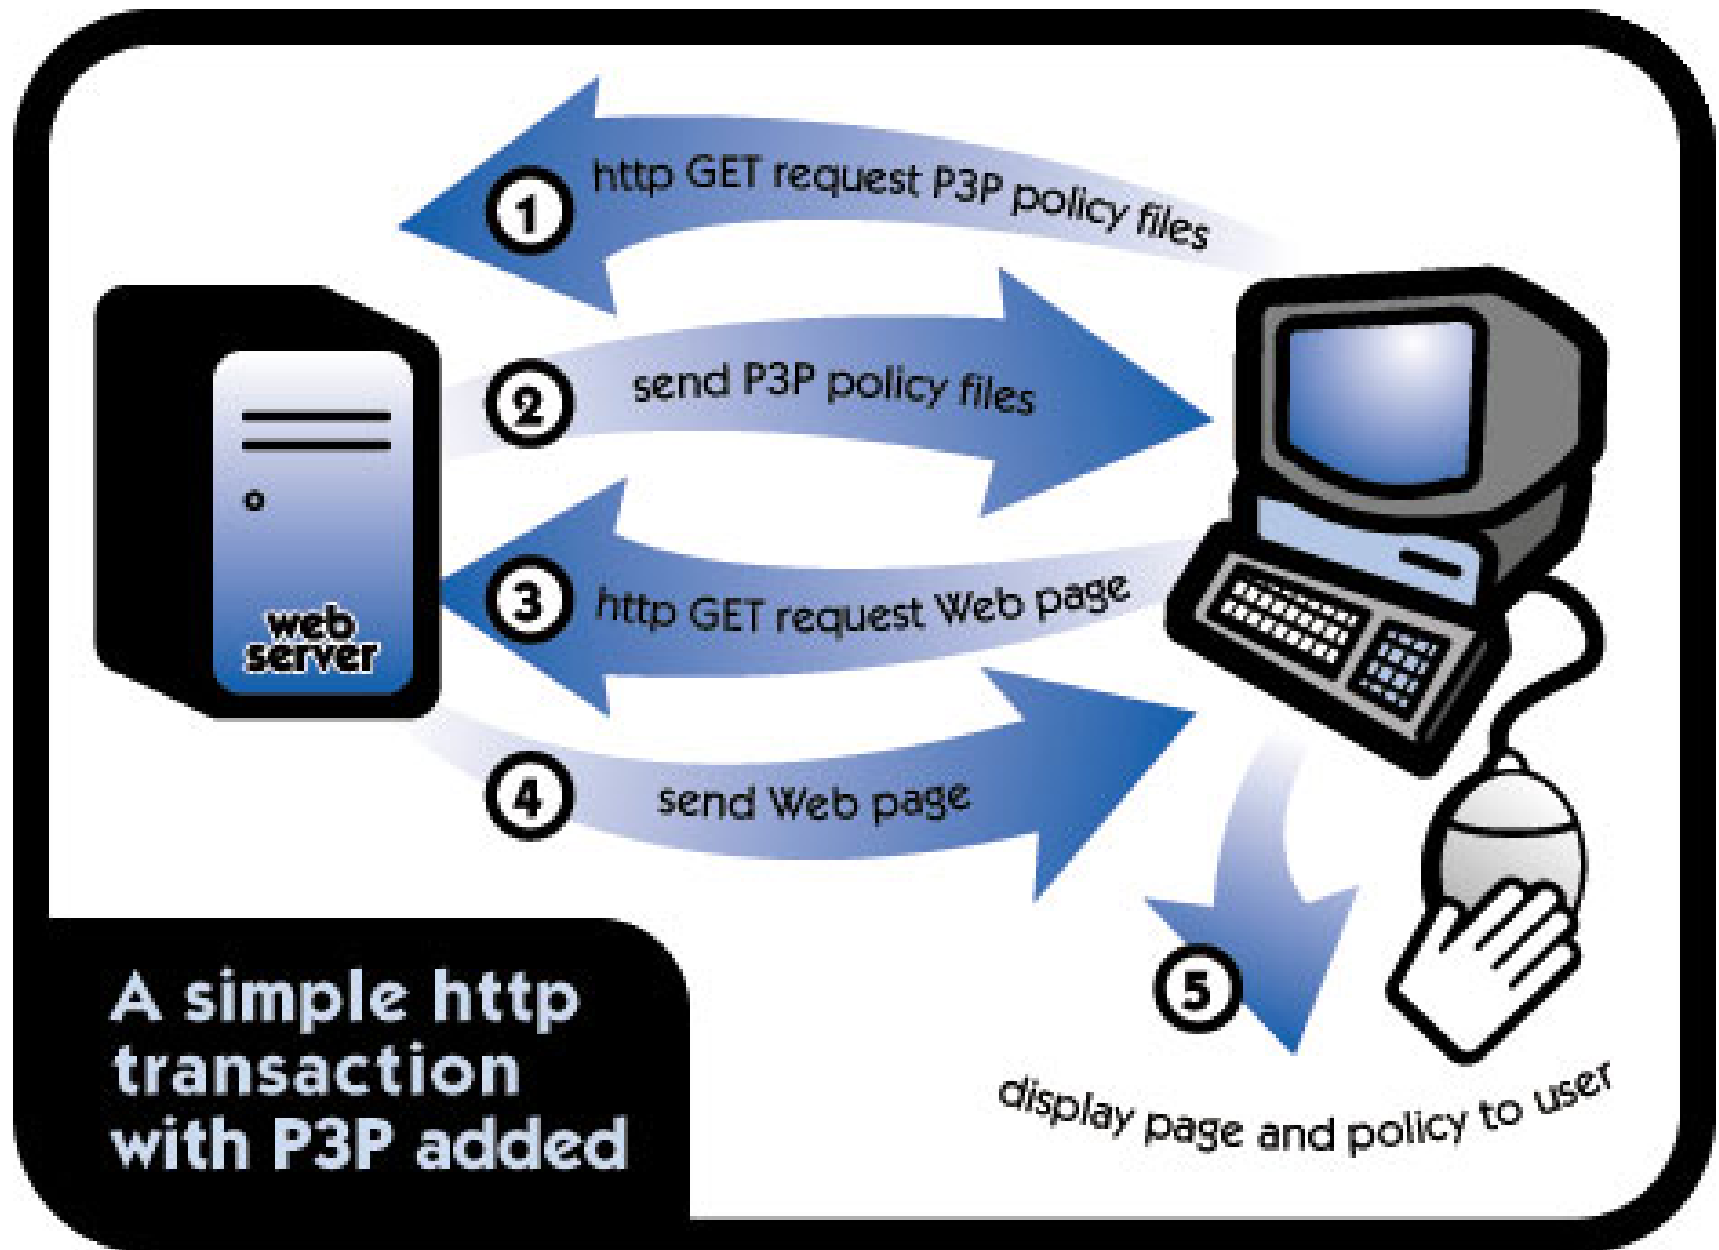 1
http GET request P3P policy files
2
send P3P policy files
3
http GET request Web page
web
server
4
send Web page
5
display page and policy to user
A simple http
transaction
with P3P added